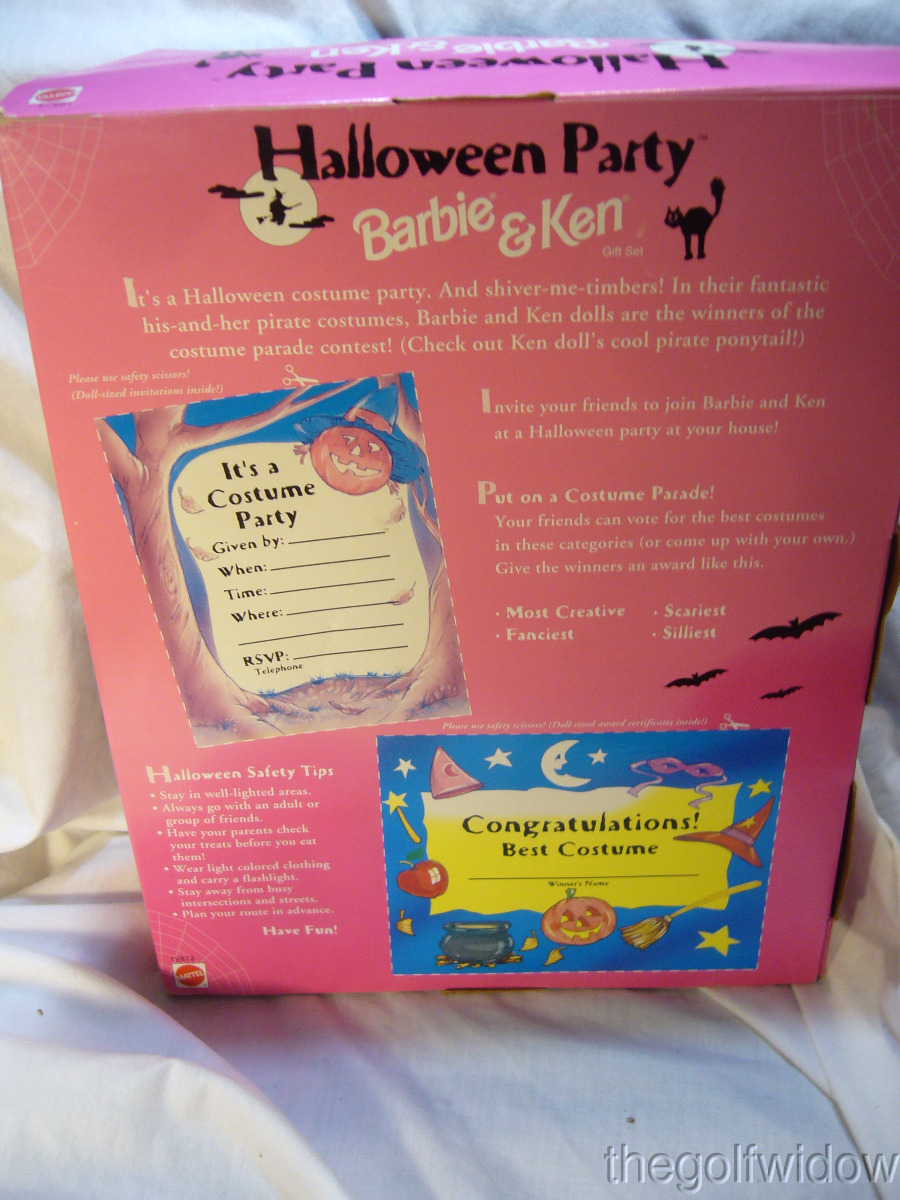 Barbie & Ken
Halloween Party
MATTEL
Halloween Party™
Barbie® & Ken®
Gift Set
It's a Halloween costume party. And shiver-me-timbers! In their fantastic
his-and-her pirate costumes, Barbie and Ken dolls are the winners of the
costume parade contest! (Check out Ken doll's cool pirate ponytail!)
Please use safety scissors!
(Doll-sized invitations inside!)
It's a
Costume
Party
Given by:
When:
Time:
Where:
RSVP:
Telephone
Invite your friends to join Barbie and Ken
at a Halloween party at your house!
Put on a Costume Parade!
Your friends can vote for the best costumes
in these categories (or come up with your own.)
Give the winners an award like this.
• Most Creative • Scariest
• Fanciest • Silliest
Please use safety scissors! (Doll-sized award certificates inside!)
Congratulations!
Best Costume
Winner's Name
Halloween Safety Tips
• Stay in well-lighted areas.
• Always go with an adult or
group of friends.
• Have your parents check
your treats before you eat
them!
• Wear light colored clothing
and carry a flashlight.
• Stay away from busy
intersections and streets.
• Plan your route in advance.
Have Fun!
MATTEL
thegolfwidow